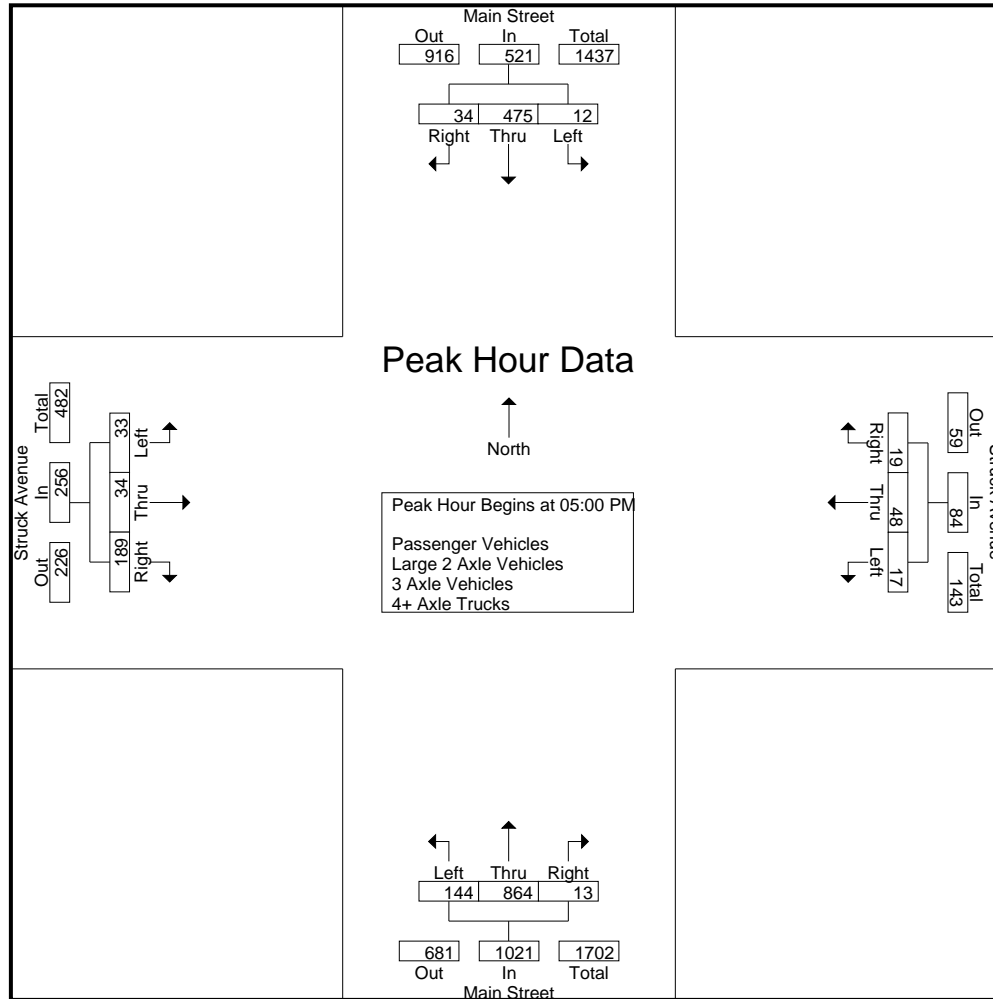 Main Street
Out In Total
916 521 1437
34 475 12
Right Thru Left
Peak Hour Data
North
Peak Hour Begins at 05:00 PM
Passenger Vehicles
Large 2 Axle Vehicles
3 Axle Vehicles
4+ Axle Trucks
Struck Avenue
Out In Total
226 256 482
189 34 33
Right Thru Left
Out In Total
59 84 143
19 48 17
Right Thru Left
Left Thru Right
144 864 13
681 1021 1702
Out In Total
Main Street